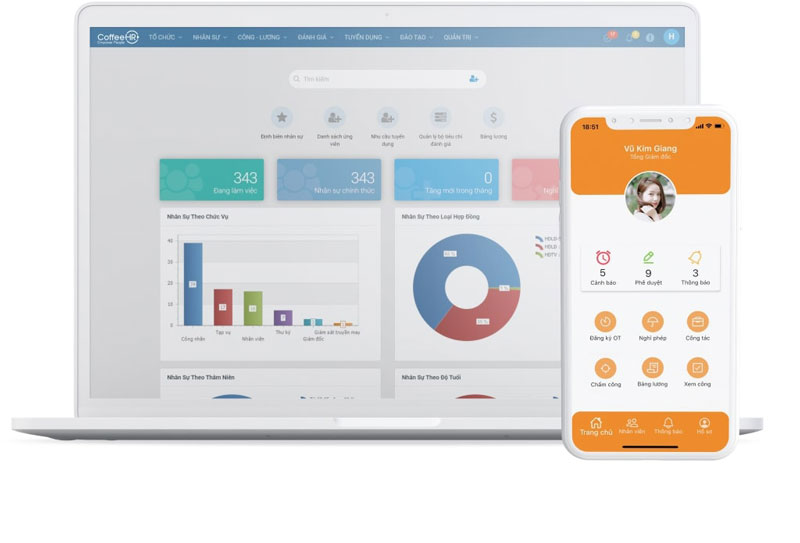 CoffeeHR
TỔ CHỨC NHÂN SỰ CÔNG - LƯƠNG ĐÁNH GIÁ TUYỂN DỤNG ĐÀO TẠO QUẢN TRỊ
H
Tìm kiếm
Định biên nhân sự
Danh sách ứng viên
Nhu cầu tuyển dụng
Quản lý bộ tiêu chí đánh giá
Bảng lương
343
Đang làm việc
343
Nhân sự chính thức
0
Tăng mới trong tháng
Nghỉ
Nhân Sự Theo Chức Vụ
40
30
20
10
0
Công nhân
Tạp vụ
Nhân viên
Thư ký
Giám đốc
Giám sát truyền may
Nhân Sự Theo Loại Hợp Đồng
Nhân Sự Theo Thâm Niên
Nhân Sự Theo Độ Tuổi
18:51
Vũ Kim Giang
Tổng Giám đốc
5
Cảnh báo
9
Phê duyệt
3
Thông báo
Đăng ký OT
Nghỉ phép
Công tác
Chấm công
Bảng lương
Xem công
Trang chủ
Nhân viên
Thông báo
Hồ sơ